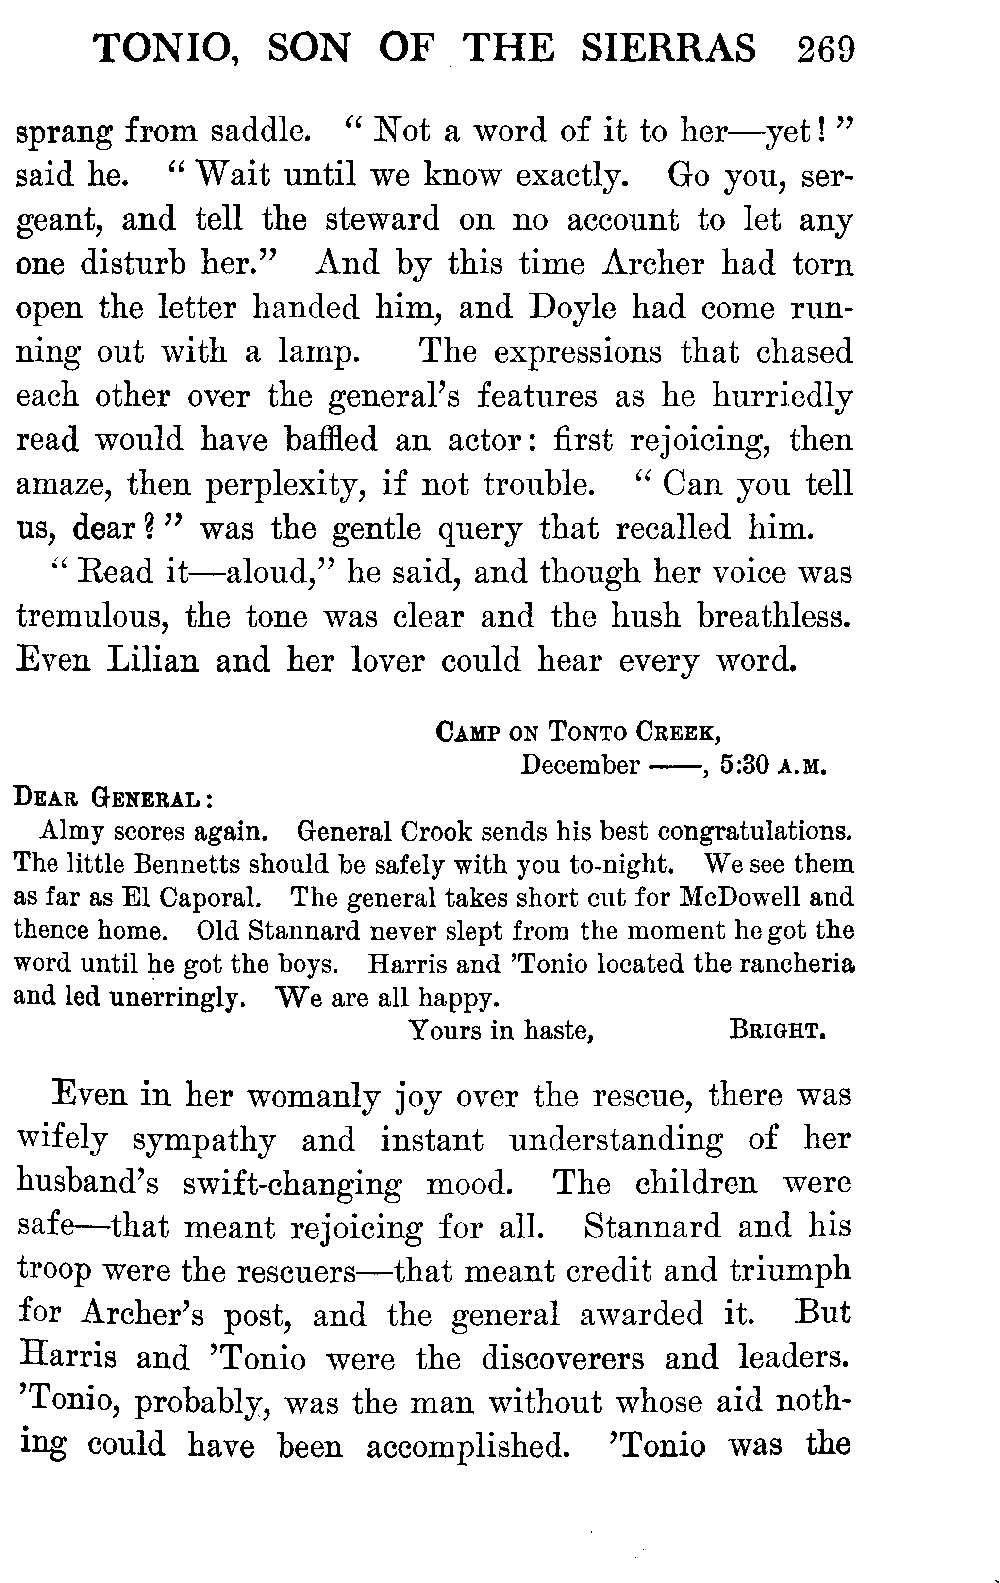 TONIO, SON OF THE SIERRAS 269
sprang from saddle. “ Not a word of it to her—yet! ”
said he. “ Wait until we know exactly. Go you, ser-
geant, and tell the steward on no account to let any
one disturb her.” And by this time Archer had torn
open the letter handed him, and Doyle had come run-
ning out with a lamp. The expressions that chased
each other over the general’s features as he hurriedly
read would have baffled an actor: first rejoicing, then
amaze, then perplexity, if not trouble. “ Can you tell
us, dear? ” was the gentle query that recalled him.
“ Read it—aloud,” he said, and though her voice was
tremulous, the tone was clear and the hush breathless.
Even Lilian and her lover could hear every word.
CAMP ON TONTO CREEK,
December ——, 5:30 A.M.
DEAR GENERAL:
Almy scores again. General Crook sends his best congratulations.
The little Bennetts should be safely with you to-night. We see them
as far as El Caporal. The general takes short cut for McDowell and
thence home. Old Stannard never slept from the moment he got the
word until he got the boys. Harris and ’Tonio located the rancheria
and led unerringly. We are all happy.
Yours in haste, BRIGHT.
Even in her womanly joy over the rescue, there was
wifely sympathy and instant understanding of her
husband’s swift-changing mood. The children were
safe—that meant rejoicing for all. Stannard and his
troop were the rescuers—that meant credit and triumph
for Archer’s post, and the general awarded it. But
Harris and ’Tonio were the discoverers and leaders.
’Tonio, probably, was the man without whose aid noth-
ing could have been accomplished. ’Tonio was the